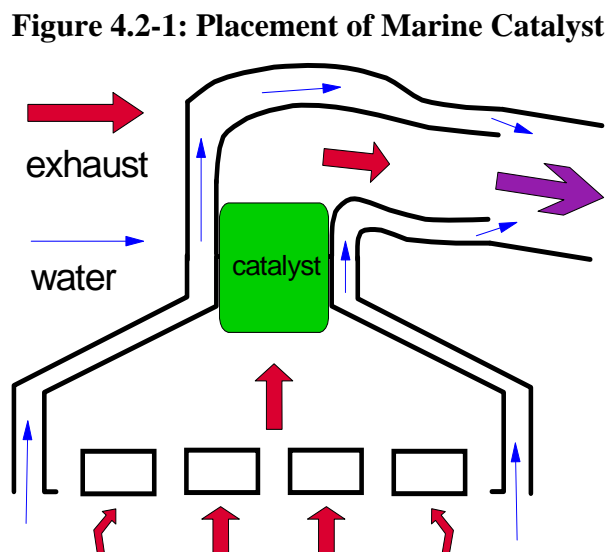 Figure 4.2-1: Placement of Marine Catalyst
exhaust
water
catalyst